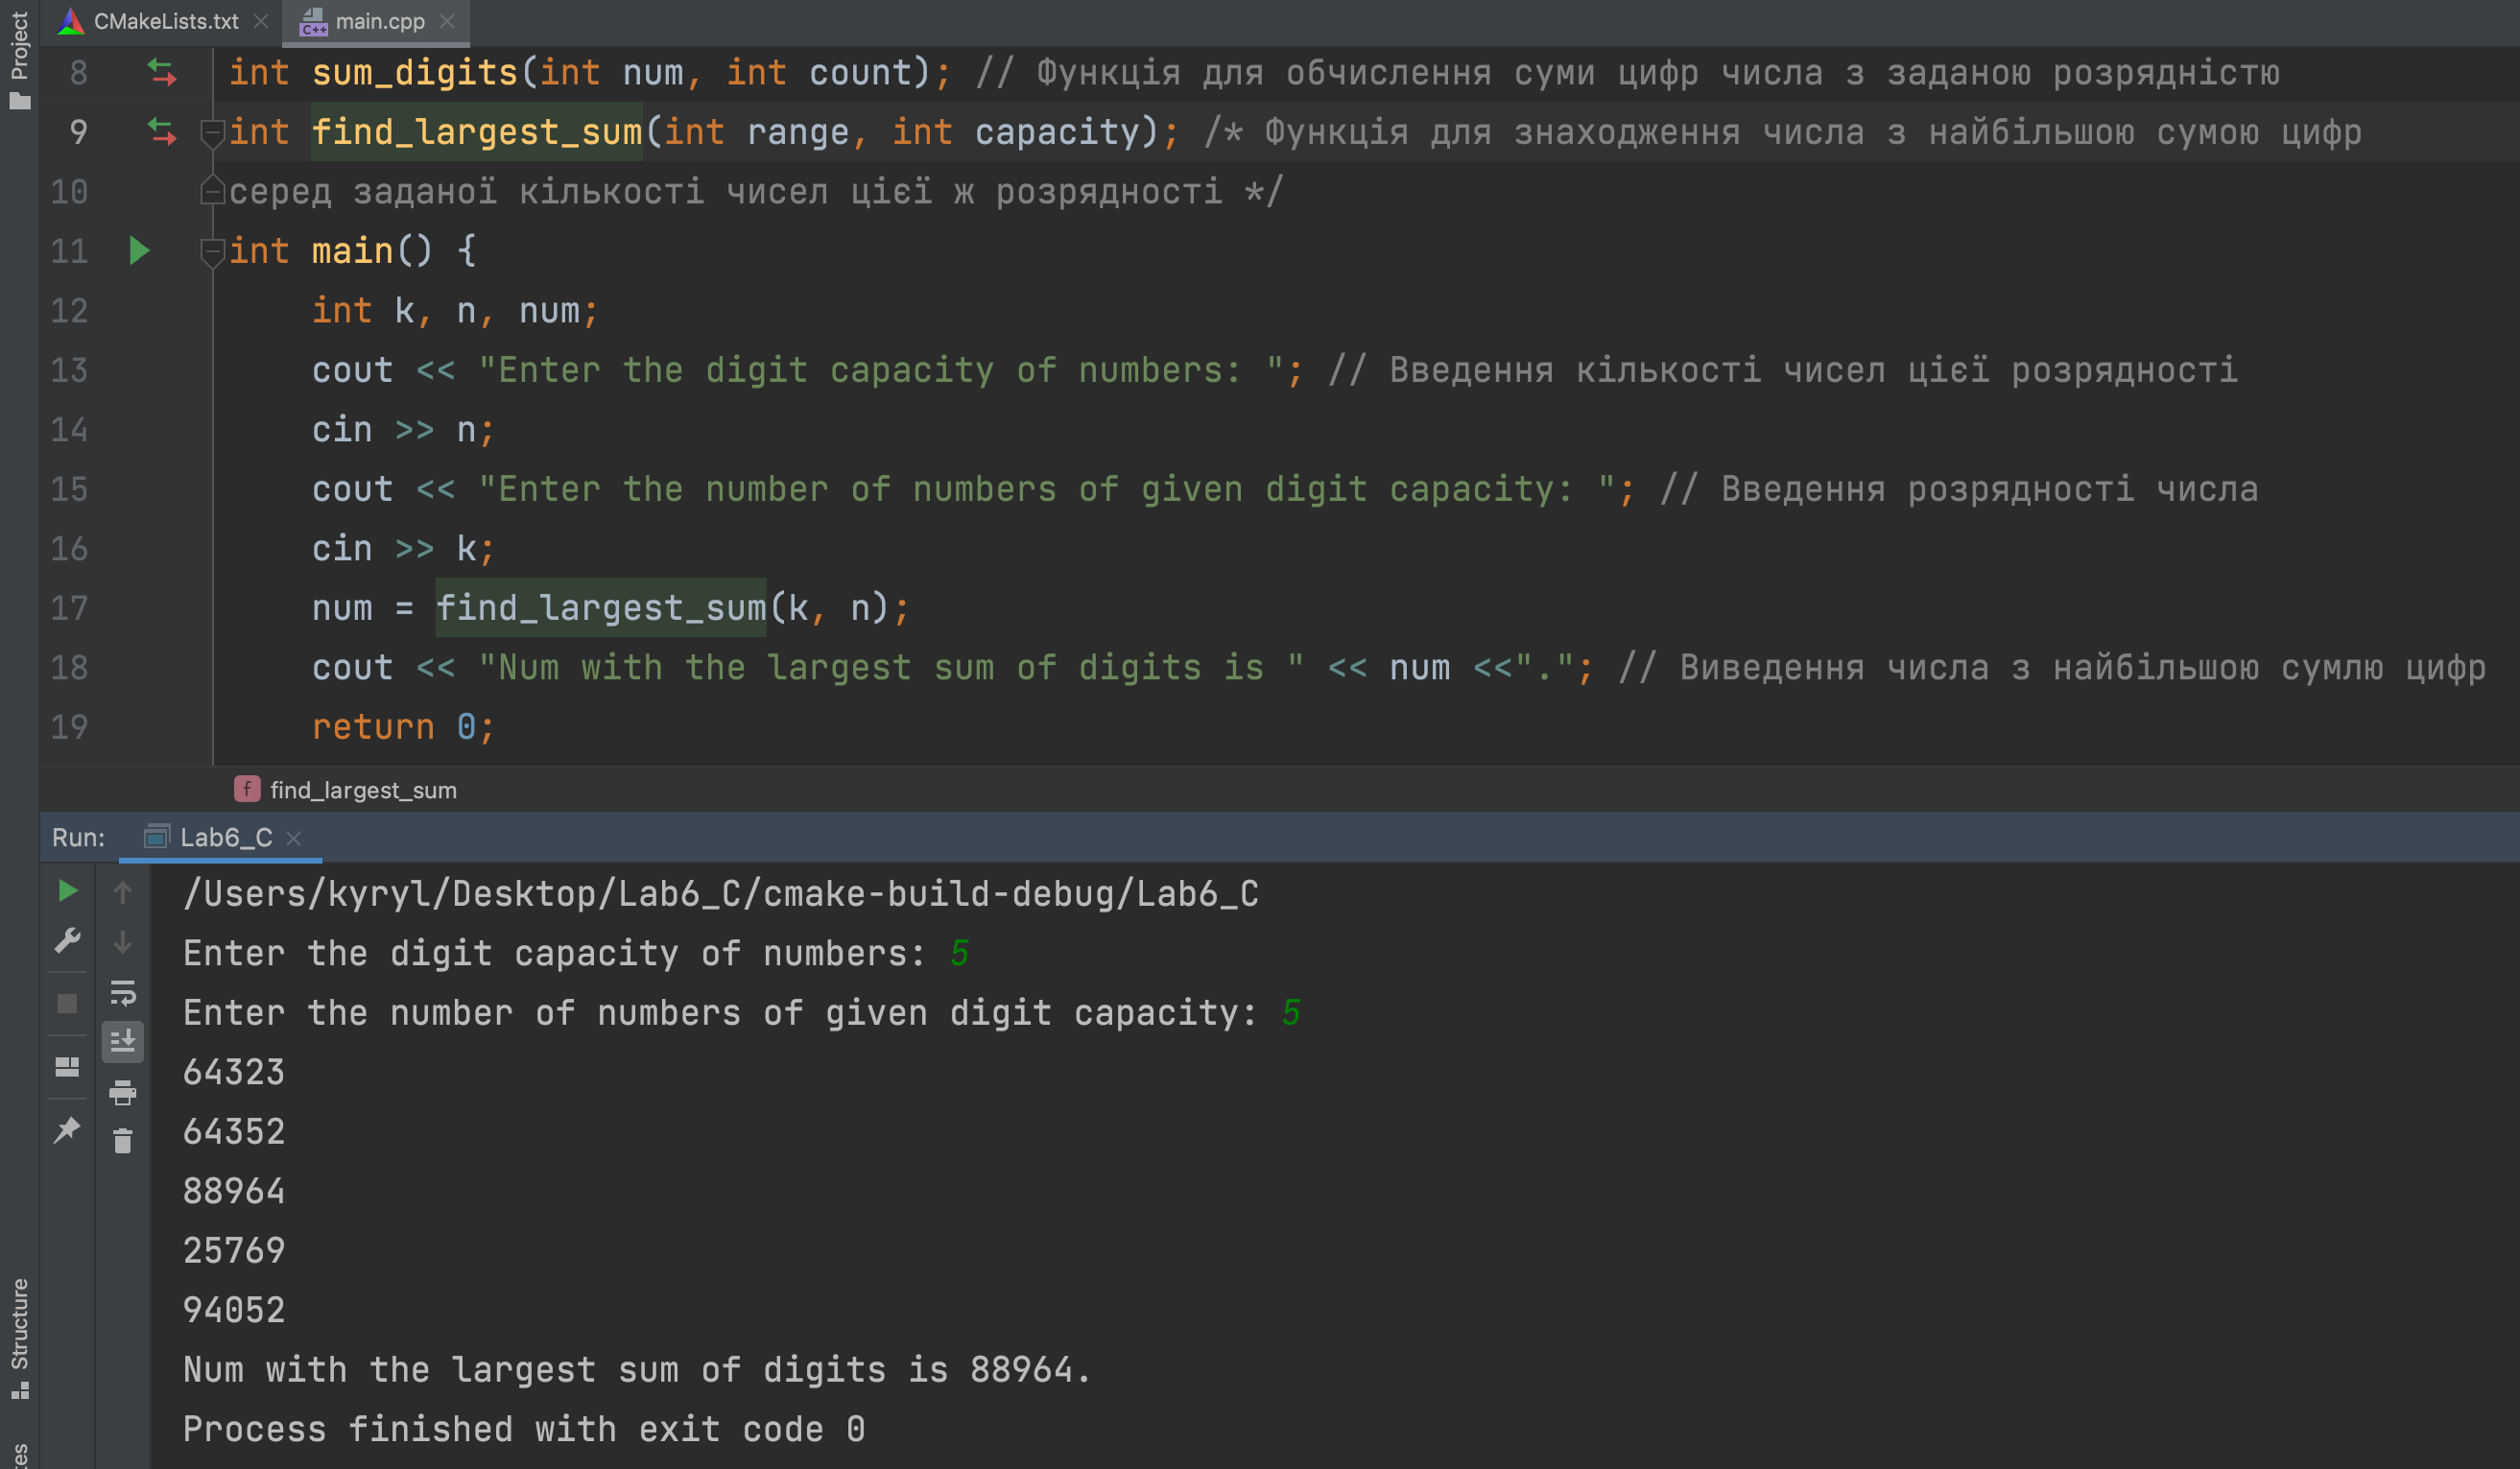 Project
CMakeLists.txt
main.cpp
8 int sum_digits(int num, int count); // Функція для обчислення суми цифр числа з заданою розрядністю
9 int find_largest_sum(int range, int capacity); /* Функція для знаходження числа з найбільшою сумою цифр
10 серед заданої кількості чисел цієї ж розрядності */
11 int main() {
12 int k, n, num;
13 cout << "Enter the digit capacity of numbers: "; // Введення кількості чисел цієї розрядності
14 cin >> n;
15 cout << "Enter the number of numbers of given digit capacity: "; // Введення розрядності числа
16 cin >> k;
17 num = find_largest_sum(k, n);
18 cout << "Num with the largest sum of digits is " << num <<"."; // Виведення числа з найбільшою сумлю цифр
19 return 0;
f find_largest_sum
Run: Lab6_C
/Users/kyryl/Desktop/Lab6_C/cmake-build-debug/Lab6_C
Enter the digit capacity of numbers: 5
Enter the number of numbers of given digit capacity: 5
64323
64352
88964
25769
94052
Num with the largest sum of digits is 88964.
Process finished with exit code 0
Structure